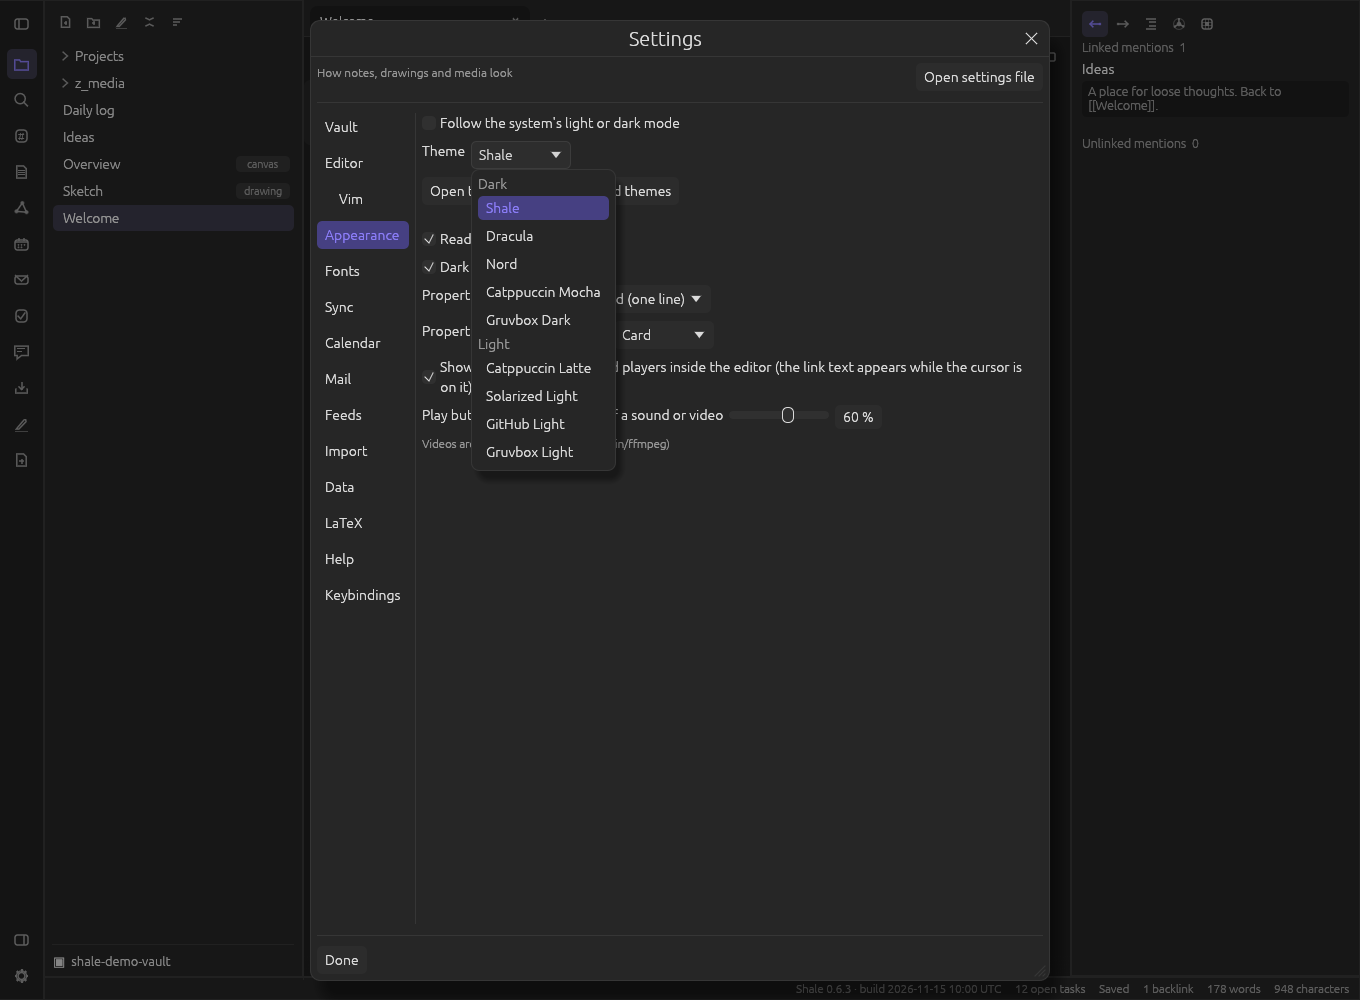 Welcome
Settings
How notes, drawings and media look
Open settings file
Projects
z_media
Daily log
Ideas
Overview
canvas
Sketch
drawing
Welcome
shale-demo-vault
Vault
Editor
Vim
Appearance
Fonts
Sync
Calendar
Mail
Feeds
Import
Data
LaTeX
Help
Keybindings
Follow the system's light or dark mode
Theme
Shale
Open
themes
Dark
Shale
Dracula
Nord
Catppuccin Mocha
Gruvbox Dark
Light
Catppuccin Latte
Solarized Light
GitHub Light
Gruvbox Light
Read
Dark
(one line)
Card
Show
players inside the editor (the link text appears while the cursor is
on it)
Play
a sound or video
60 %
Videos
Done
Linked mentions 1
Ideas
A place for loose thoughts. Back to
[[Welcome]].
Unlinked mentions 0
Shale 0.6.3 · build 2026-11-15 10:00 UTC
12 open tasks
Saved
1 backlink
178 words
948 characters